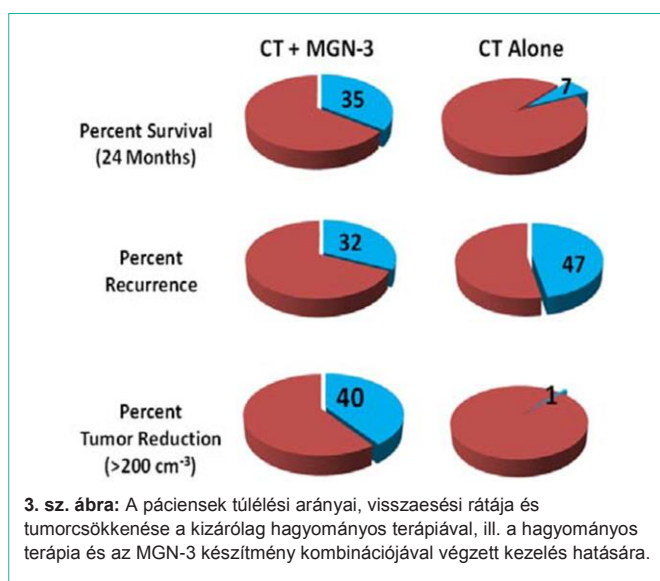 CT + MGN-3 CT Alone
Percent Survival
(24 Months)
35 7
Percent
Recurrence
32 47
Percent
Tumor Reduction
(>200 cm⁻³)
40 1
3. sz. ábra: A páciensek túlélési arányai, visszaesési rátája és
tumorcsökkenése a kizárólag hagyományos terápiával, ill. a hagyományos
terápia és az MGN-3 készítmény kombinációjával végzett kezelés hatására.